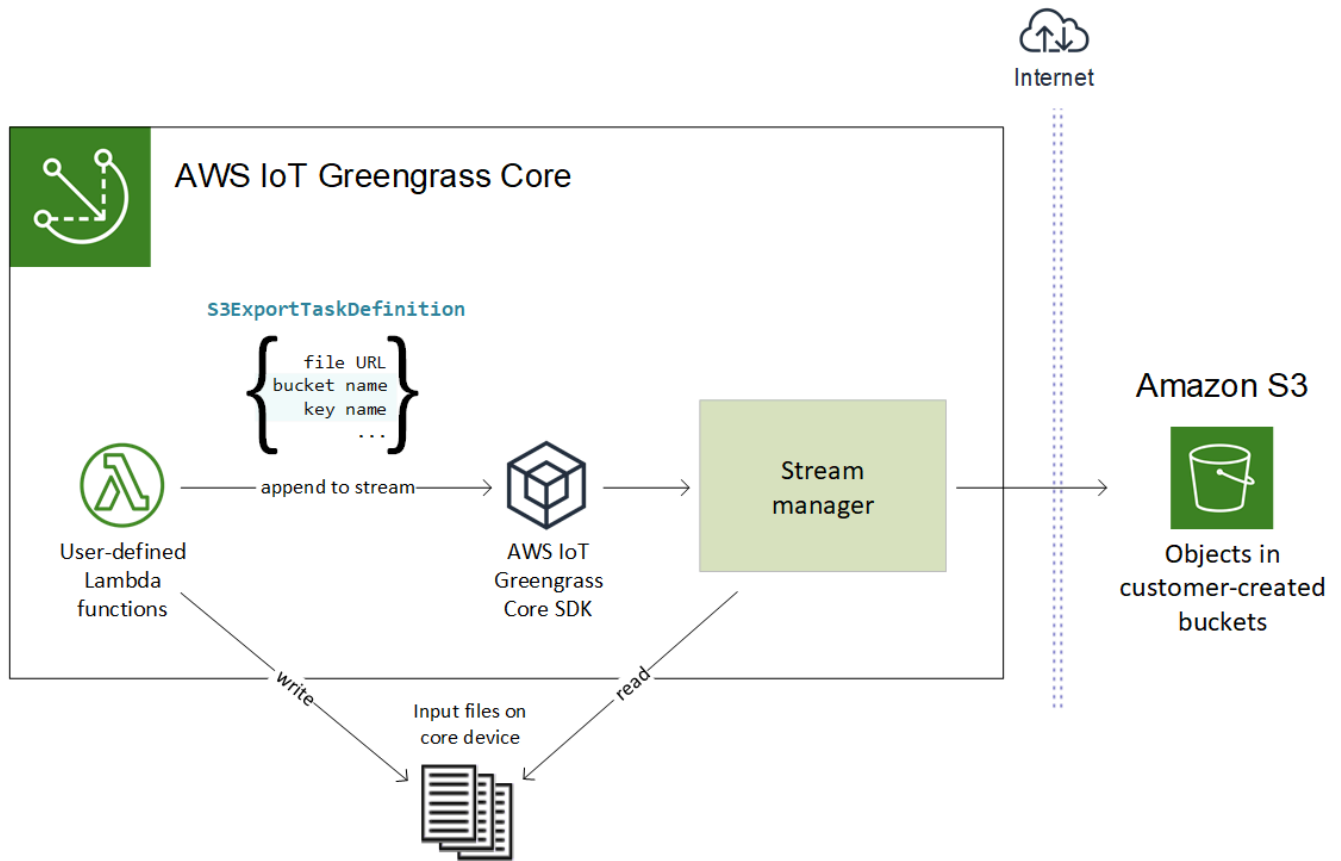 Internet
AWS IoT Greengrass Core
S3ExportTaskDefinition
file URL
bucket name
key name
...
append to stream
User-defined
Lambda
functions
AWS IoT
Greengrass
Core SDK
Stream
manager
Amazon S3
Objects in
customer-created
buckets
write
read
Input files on
core device